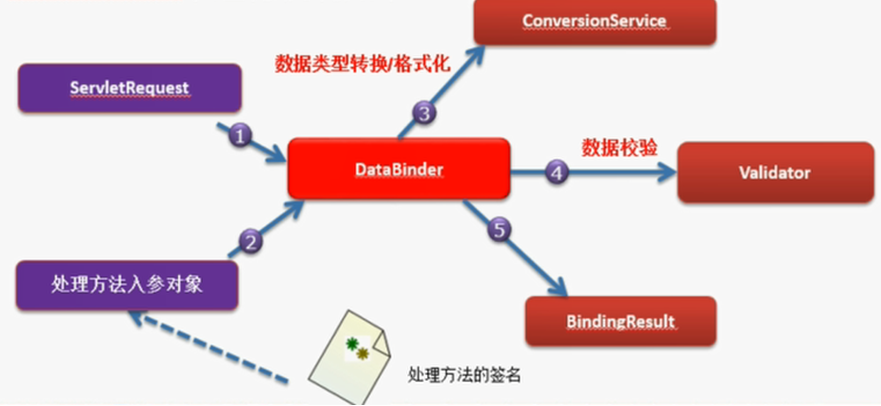 ConversionService
数据类型转换/格式化
ServletRequest
3
1
数据校验
DataBinder
4
Validator
2
5
处理方法入参对象
BindingResult
处理方法的签名